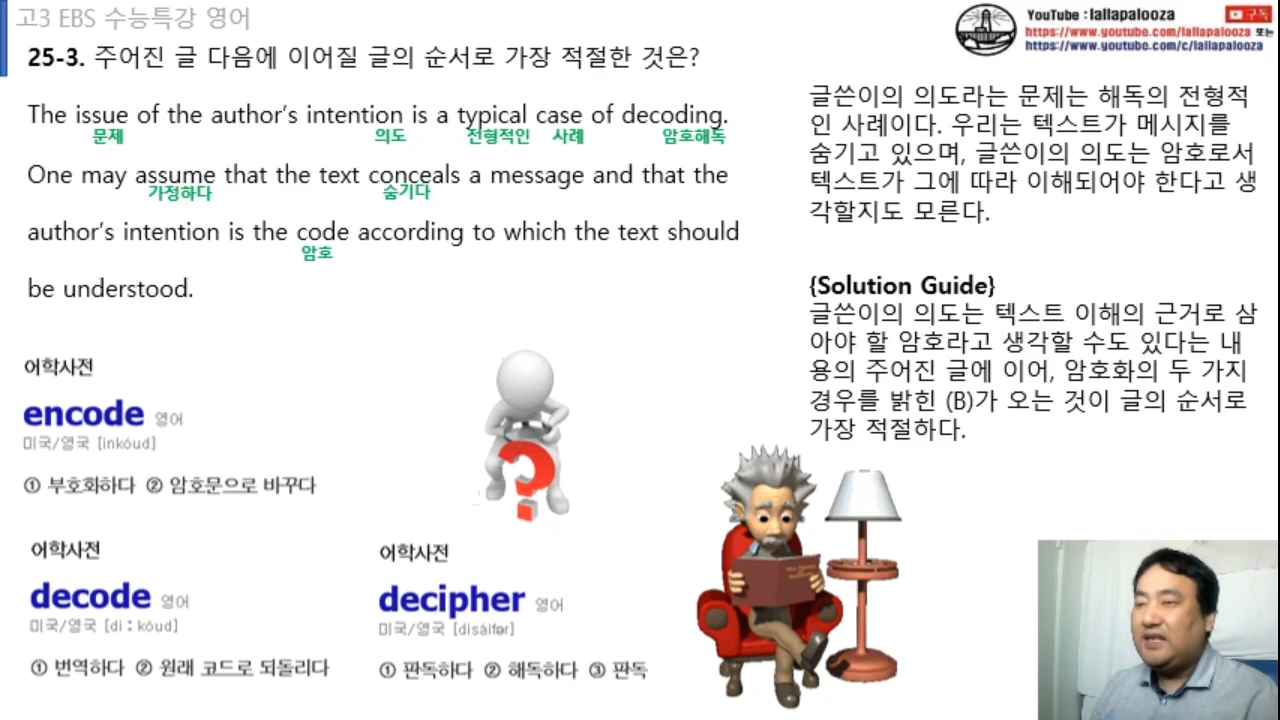 고3 EBS 수능특강 영어
YouTube : lallapalooza
구독
https://www.youtube.com/lallapalooza 또는
https://www.youtube.com/c/lallapalooza
25-3. 주어진 글 다음에 이어질 글의 순서로 가장 적절한 것은?
The issue of the author's intention is a typical case of decoding.
문제 의도 전형적인 사례 암호해독
One may assume that the text conceals a message and that the
가정하다 숨기다
author's intention is the code according to which the text should
암호
be understood.
글쓴이의 의도라는 문제는 해독의 전형적
인 사례이다. 우리는 텍스트가 메시지를
숨기고 있으며, 글쓴이의 의도는 암호로서
텍스트가 그에 따라 이해되어야 한다고 생
각할지도 모른다.
{Solution Guide}
글쓴이의 의도는 텍스트 이해의 근거로 삼
아야 할 암호라고 생각할 수도 있다는 내
용의 주어진 글에 이어, 암호화의 두 가지
경우를 밝힌 (B)가 오는 것이 글의 순서로
가장 적절하다.
어학사전
encode 영어
미국/영국 [inkóud]
① 부호화하다 ② 암호문으로 바꾸다
어학사전
decode 영어
미국/영국 [diːkóud]
① 번역하다 ② 원래 코드로 되돌리다
어학사전
decipher 영어
미국/영국 [disáifər]
① 판독하다 ② 해독하다 ③ 판독